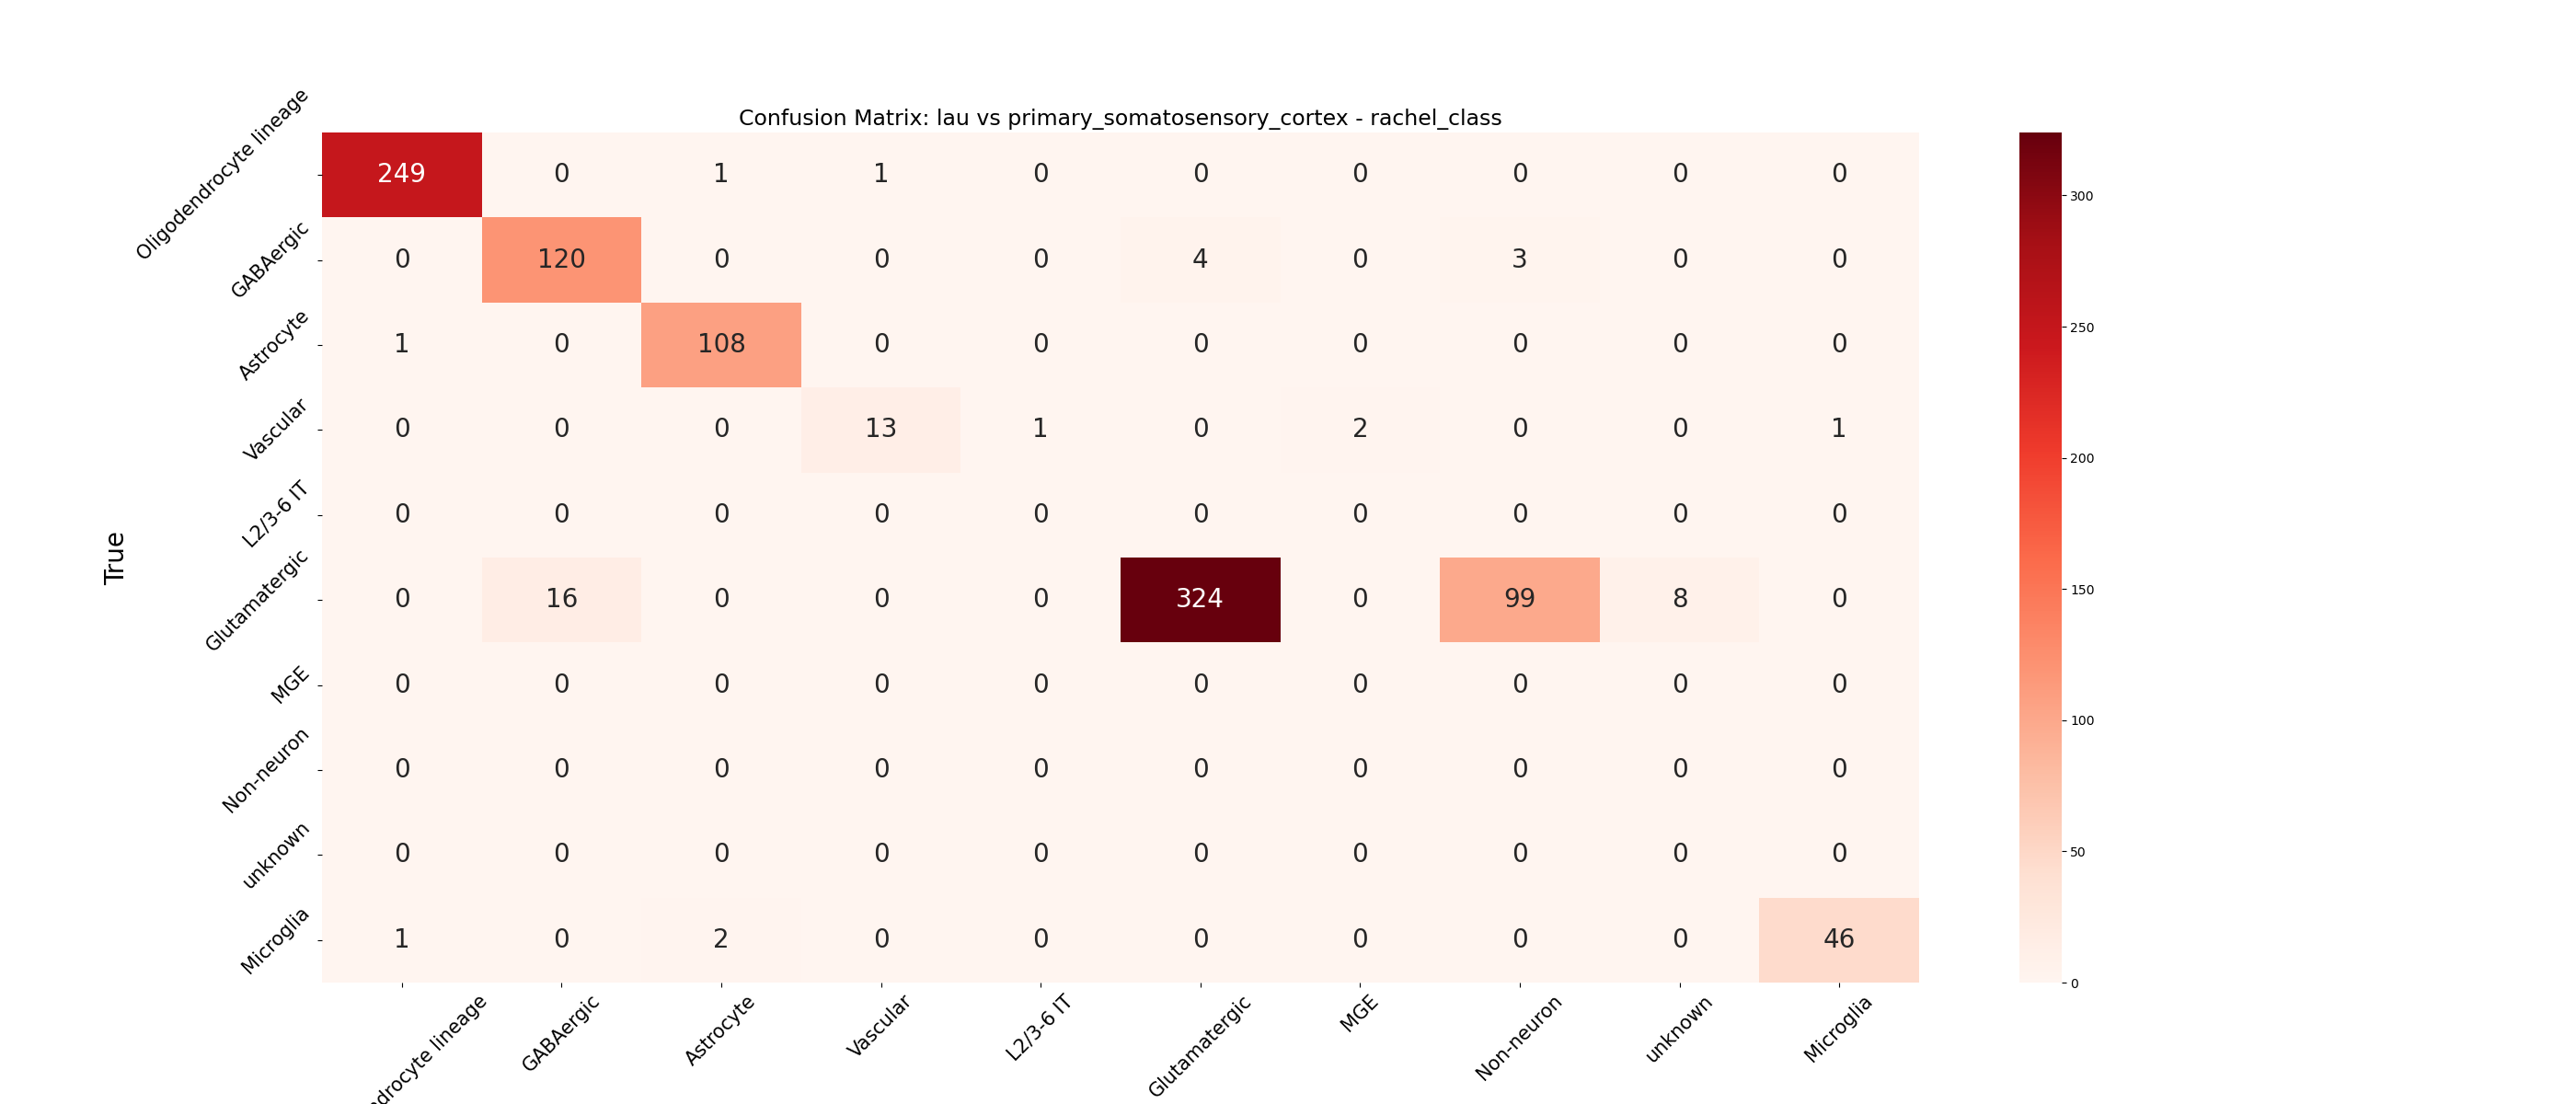 Confusion Matrix: lau vs primary_somatosensory_cortex - rachel_class
Oligodendrocyte lineage 249 0 1 1 0 0 0 0 0 0
GABAergic 0 120 0 0 0 4 0 3 0 0
Astrocyte 1 0 108 0 0 0 0 0 0 0
Vascular 0 0 0 13 1 0 2 0 0 1
L2/3-6 IT 0 0 0 0 0 0 0 0 0 0
Glutamatergic 0 16 0 0 0 324 0 99 8 0
MGE 0 0 0 0 0 0 0 0 0 0
Non-neuron 0 0 0 0 0 0 0 0 0 0
unknown 0 0 0 0 0 0 0 0 0 0
Microglia 1 0 2 0 0 0 0 0 0 46
True
ndrocyte lineage
GABAergic
Astrocyte
Vascular
L2/3-6 IT
Glutamatergic
MGE
Non-neuron
unknown
Microglia
300
250
200
150
100
50
0